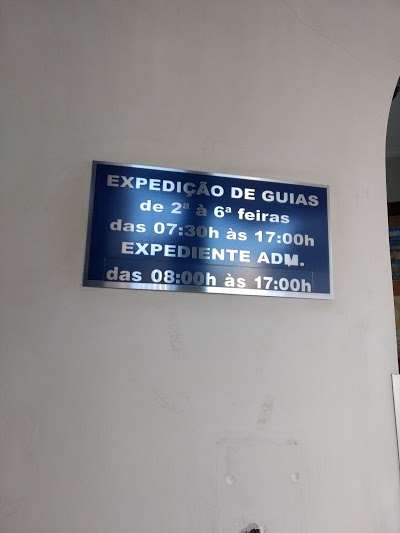 EXPEDIÇÃO DE GUIAS
de 2ª à 6ª feiras
das 07:30h às 17:00h
EXPEDIENTE ADM.
das 08:00h às 17:00h